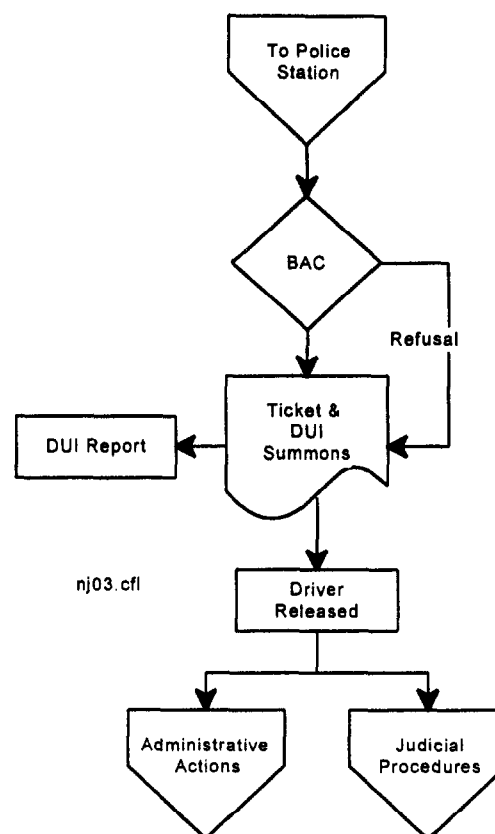 To Police
Station
BAC
Refusal
Ticket &
DUI
Summons
DUI Report
nj03.cfl
Driver
Released
Administrative
Actions
Judicial
Procedures